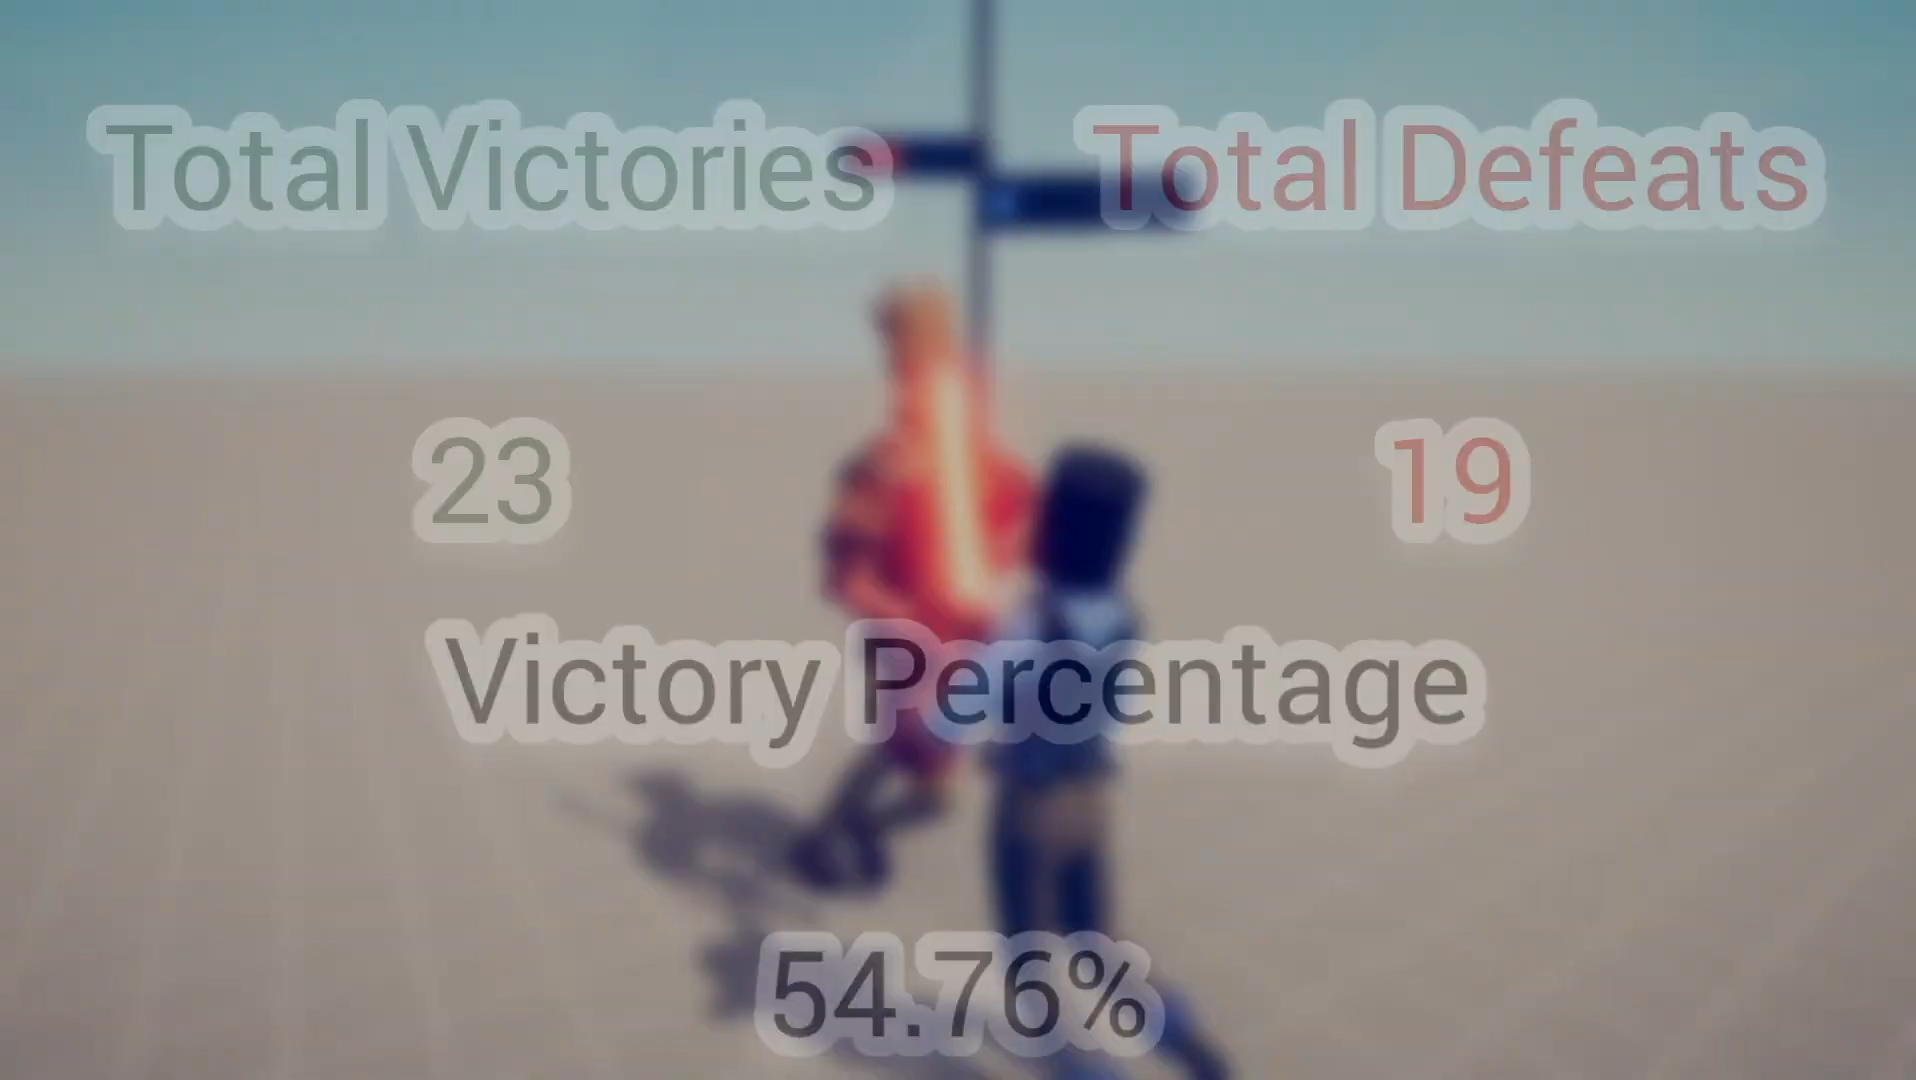 Total Victories
Total Defeats
23
19
Victory Percentage
54.76%